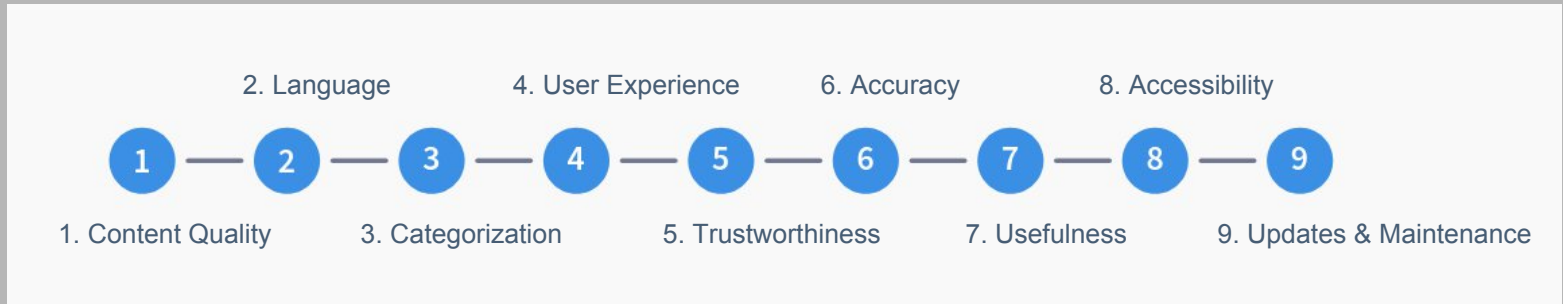 2. Language 4. User Experience 6. Accuracy 8. Accessibility
1 2 3 4 5 6 7 8 9
1. Content Quality 3. Categorization 5. Trustworthiness 7. Usefulness 9. Updates & Maintenance